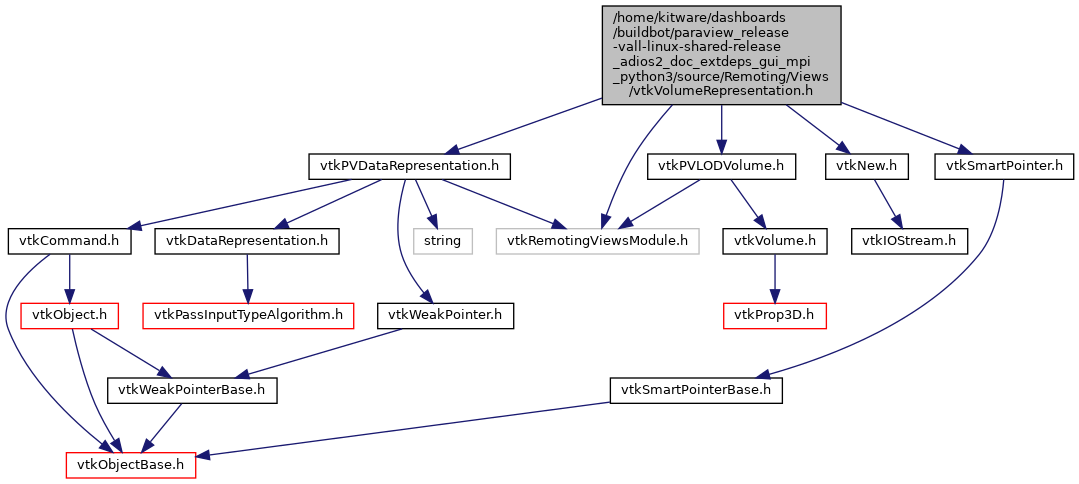 /home/kitware/dashboards
/buildbot/paraview_release
-vall-linux-shared-release
_adios2_doc_extdeps_gui_mpi
_python3/source/Remoting/Views
/vtkVolumeRepresentation.h
vtkPVDataRepresentation.h
vtkPVLODVolume.h
vtkNew.h
vtkSmartPointer.h
vtkCommand.h
vtkDataRepresentation.h
string
vtkRemotingViewsModule.h
vtkVolume.h
vtkIOStream.h
vtkObject.h
vtkPassInputTypeAlgorithm.h
vtkWeakPointer.h
vtkProp3D.h
vtkWeakPointerBase.h
vtkSmartPointerBase.h
vtkObjectBase.h